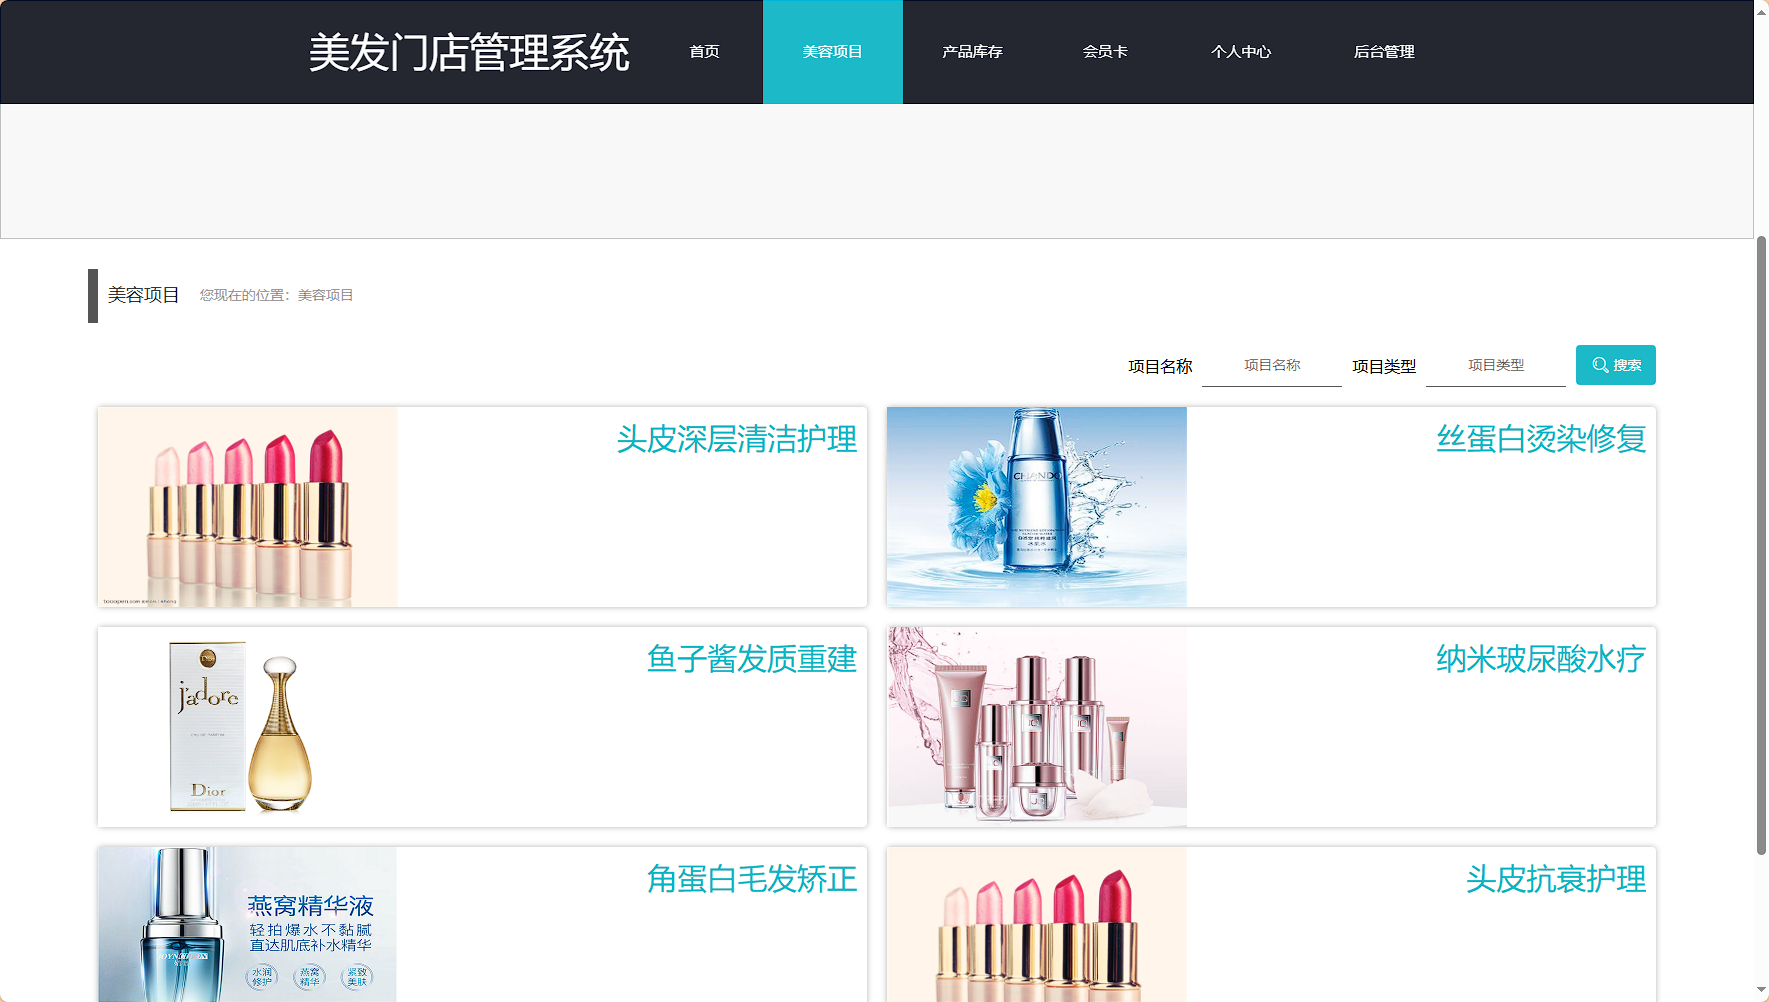 美发门店管理系统
首页
美容项目
产品库存
会员卡
个人中心
后台管理
美容项目
您现在的位置：美容项目
项目名称
项目名称
项目类型
项目类型
搜索
头皮深层清洁护理
丝蛋白烫染修复
CHANDO
鱼子酱发质重建
j'adore
Dior
纳米玻尿酸水疗
角蛋白毛发矫正
燕窝精华液
轻拍爆水不黏腻
直达肌底补水精华
水润
修护
燕窝
精华
紧致
美肤
头皮抗衰护理